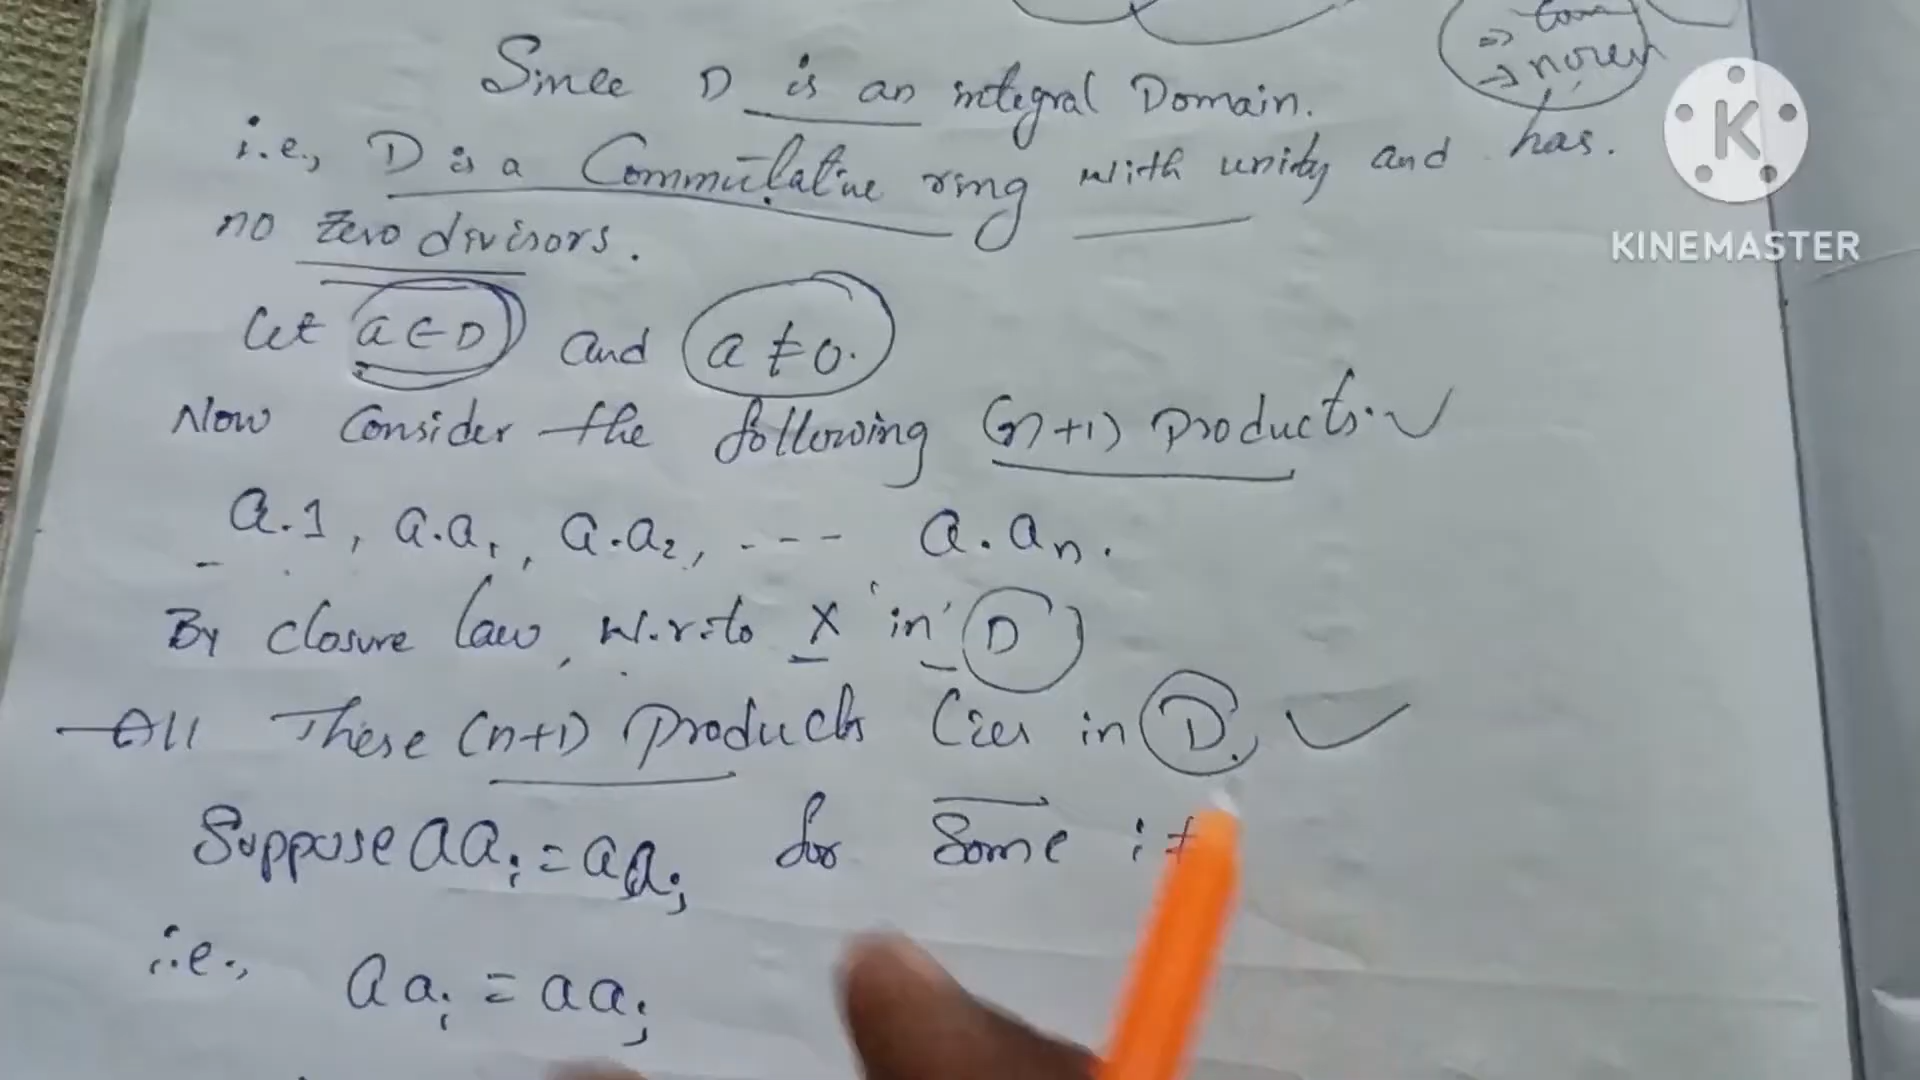 Since D is an integral Domain.
i.e., D is a Commutative ring with unity and has.
no zero divisors.
Let a ∈ D and a ≠ 0.
Now Consider the following (n+1) products.
a.1, a.a₁, a.a₂, --- a.aₙ.
By closure law, w.r.to X 'in' D
All These (n+1) products lies in D.
Suppose aaᵢ = aaⱼ for Some i ≠
i.e., aaᵢ = aaⱼ
K
KINEMASTER